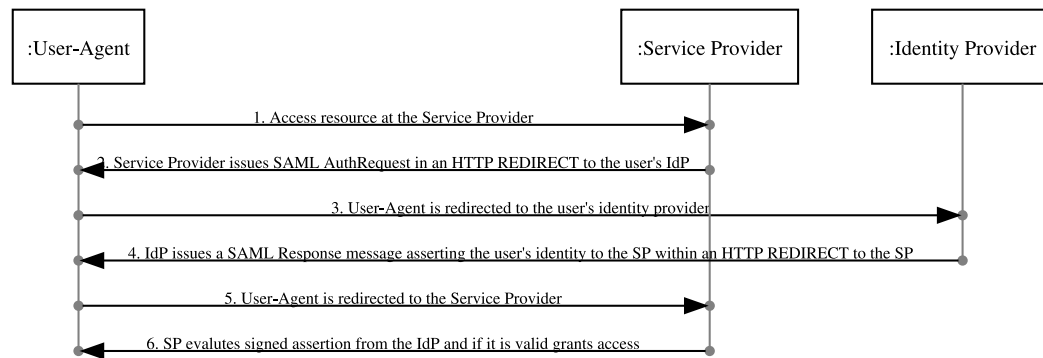 :User-Agent
:Service Provider
:Identity Provider
1. Access resource at the Service Provider
2. Service Provider issues SAML AuthRequest in an HTTP REDIRECT to the user's IdP
3. User-Agent is redirected to the user's identity provider
4. IdP issues a SAML Response message asserting the user's identity to the SP within an HTTP REDIRECT to the SP
5. User-Agent is redirected to the Service Provider
6. SP evalutes signed assertion from the IdP and if it is valid grants access